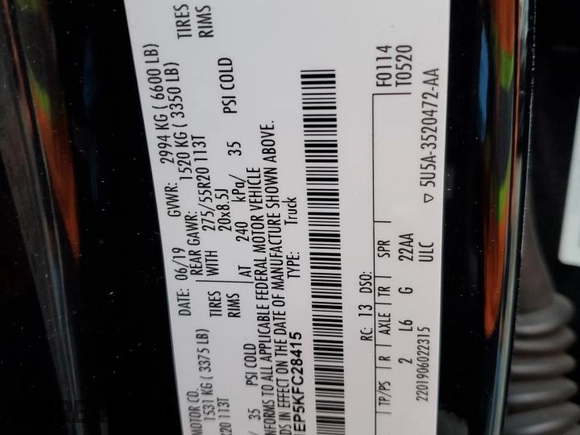 DATE: 06/19 GVWR: 2994 KG ( 6600 LB)
MOTOR CO.
1531 KG ( 3375 LB) REAR GAWR: 1520 KG ( 3350 LB)
R20 113T TIRES WITH 275/55R20 113T TIRES
RIMS 20x8.5J RIMS
/ 35 PSI COLD AT 240 kPa/ 35 PSI COLD
FORMS TO ALL APPLICABLE FEDERAL MOTOR VEHICLE
DS IN EFFECT ON THE DATE OF MANUFACTURE SHOWN ABOVE.
EP5KFC28415 TYPE: Truck
F0114
T0520
RC: 13 DSO:
TP/PS R AXLE TR SPR
2 L6 G 22AA
ULC
2201906022315 ▽ 5U5A-3520472-AA